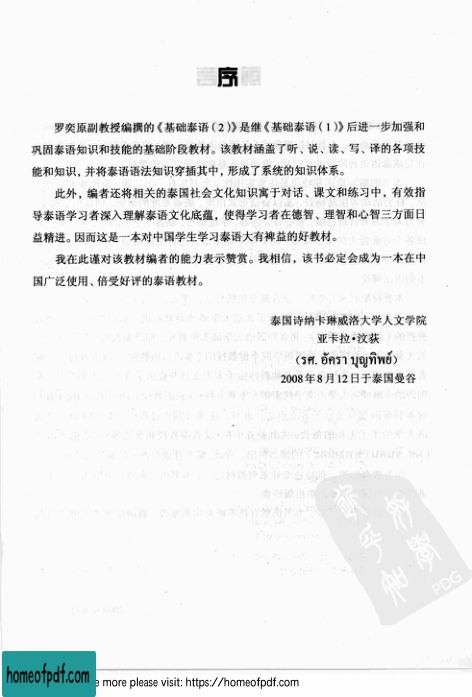 序
罗奕原副教授编撰的《基础泰语(2)》是继《基础泰语(1)》后进一步加强和
巩固泰语知识和技能的基础阶段教材。该教材涵盖了听、说、读、写、译的各项技
能和知识，并将泰语语法知识穿插其中，形成了系统的知识体系。
此外，编者还将相关的泰国社会文化知识寓于对话、课文和练习中，有效指
导泰语学习者深入理解泰语文化底蕴，使得学习者在德智、理智和心智三方面日
益精进。因而这是一本对中国学生学习泰语大有裨益的好教材。
我在此谨对该教材编者的能力表示赞赏。我相信，该书必定会成为一本在中
国广泛使用、倍受好评的泰语教材。
泰国诗纳卡琳威洛大学人文学院
亚卡拉·汶荻
(รศ. อัครา บุญทิพย์)
2008年8月12日于泰国曼谷
PDG
homeofpdf.com
e more please visit: https://homeofpdf.com